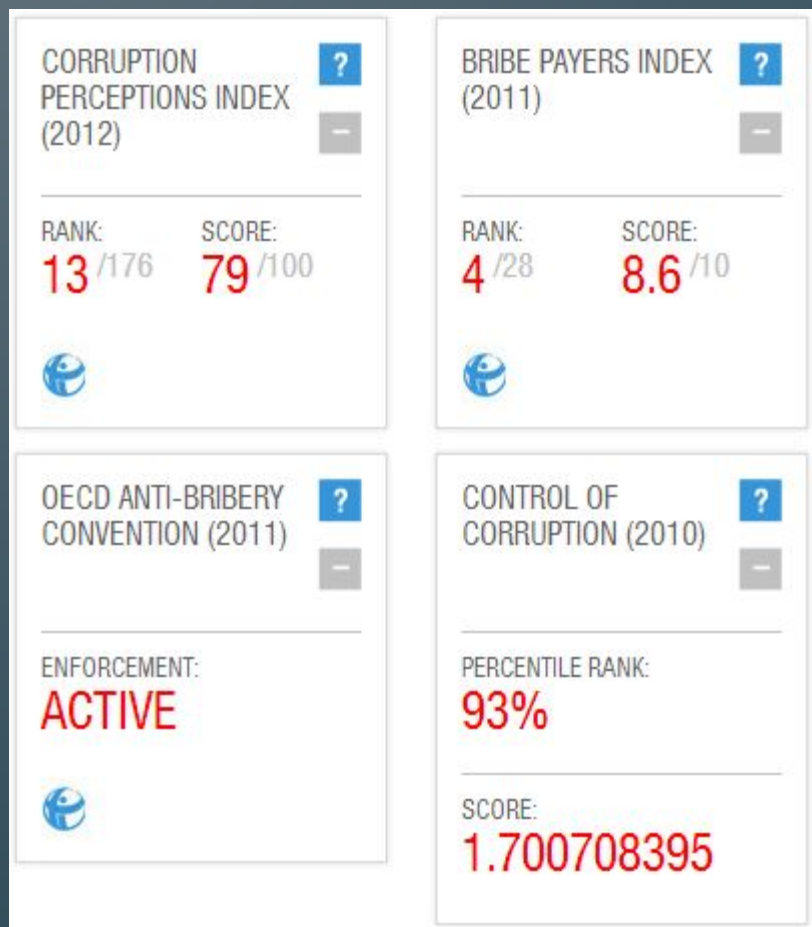 CORRUPTION
PERCEPTIONS INDEX
(2012)
?
–
RANK:
13 /176
SCORE:
79 /100
BRIBE PAYERS INDEX
(2011)
?
–
RANK:
4 /28
SCORE:
8.6 /10
OECD ANTI-BRIBERY
CONVENTION (2011)
?
–
ENFORCEMENT:
ACTIVE
CONTROL OF
CORRUPTION (2010)
?
–
PERCENTILE RANK:
93%
SCORE:
1.700708395